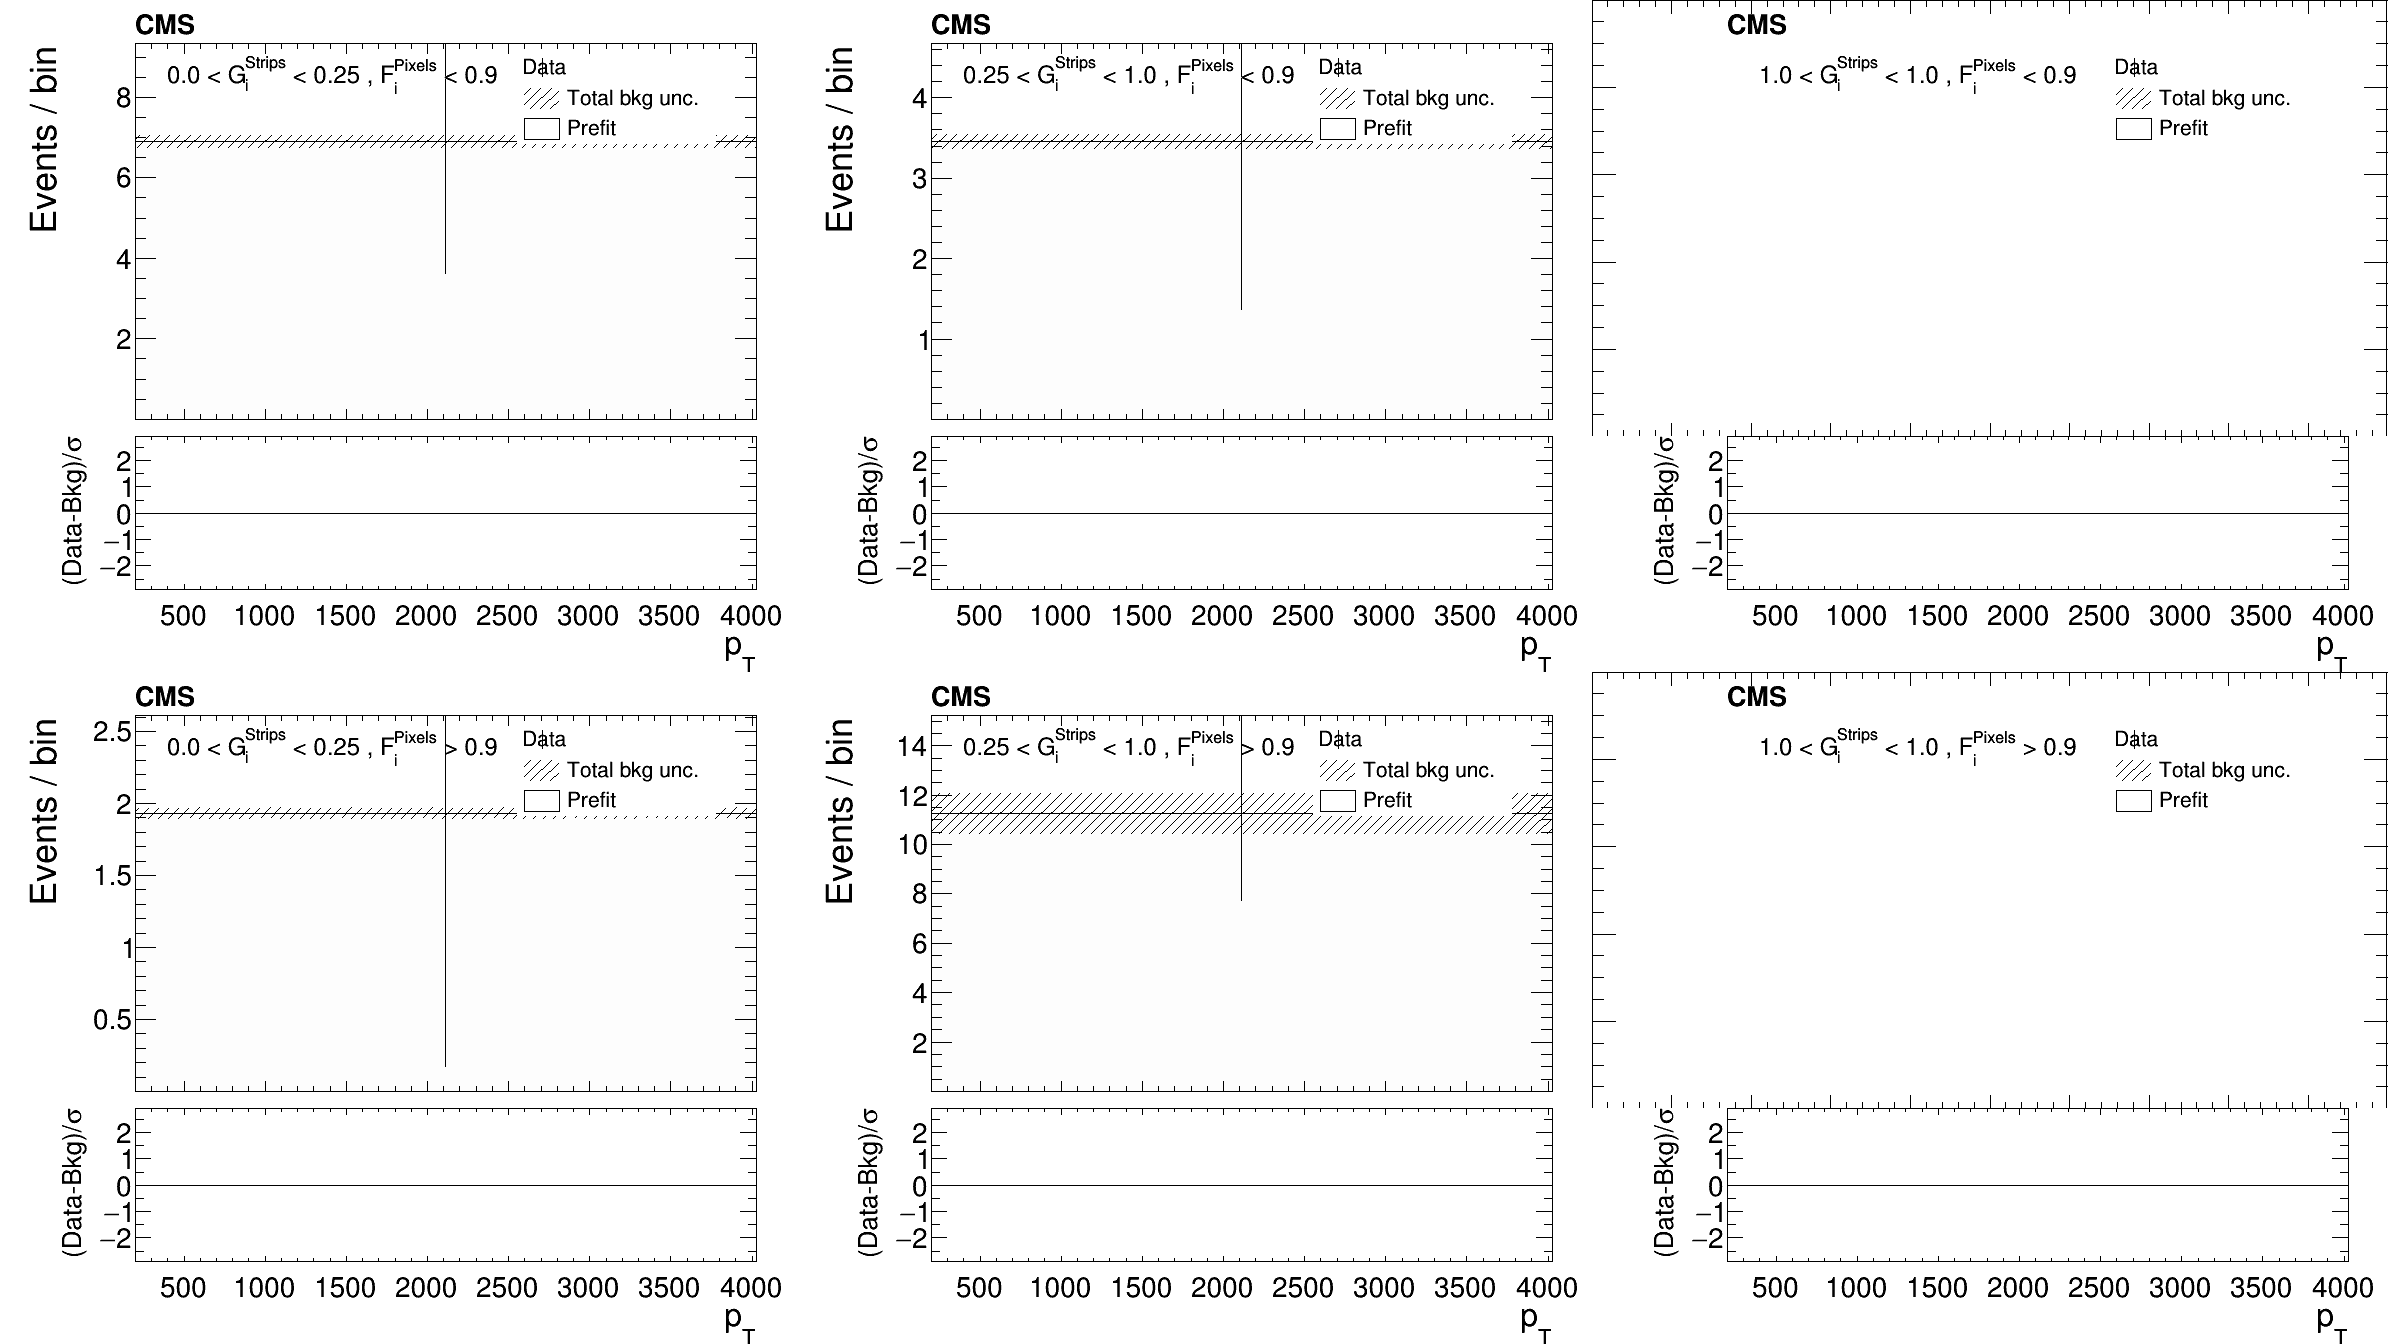 CMS
Events / bin
0.0 < G_i^Strips < 0.25 , F_i^Pixels < 0.9
Data
Total bkg unc.
Prefit
8
6
4
2
(Data-Bkg)/σ
2
1
0
−1
−2
500 1000 1500 2000 2500 3000 3500 4000
p_T
CMS
Events / bin
0.25 < G_i^Strips < 1.0 , F_i^Pixels < 0.9
Data
Total bkg unc.
Prefit
4
3
2
1
(Data-Bkg)/σ
2
1
0
−1
−2
500 1000 1500 2000 2500 3000 3500 4000
p_T
CMS
1.0 < G_i^Strips < 1.0 , F_i^Pixels < 0.9
Data
Total bkg unc.
Prefit
(Data-Bkg)/σ
2
1
0
−1
−2
500 1000 1500 2000 2500 3000 3500 4000
p_T
CMS
Events / bin
0.0 < G_i^Strips < 0.25 , F_i^Pixels > 0.9
Data
Total bkg unc.
Prefit
2.5
2
1.5
1
0.5
(Data-Bkg)/σ
2
1
0
−1
−2
500 1000 1500 2000 2500 3000 3500 4000
p_T
CMS
Events / bin
0.25 < G_i^Strips < 1.0 , F_i^Pixels > 0.9
Data
Total bkg unc.
Prefit
14
12
10
8
6
4
2
(Data-Bkg)/σ
2
1
0
−1
−2
500 1000 1500 2000 2500 3000 3500 4000
p_T
CMS
1.0 < G_i^Strips < 1.0 , F_i^Pixels > 0.9
Data
Total bkg unc.
Prefit
(Data-Bkg)/σ
2
1
0
−1
−2
500 1000 1500 2000 2500 3000 3500 4000
p_T